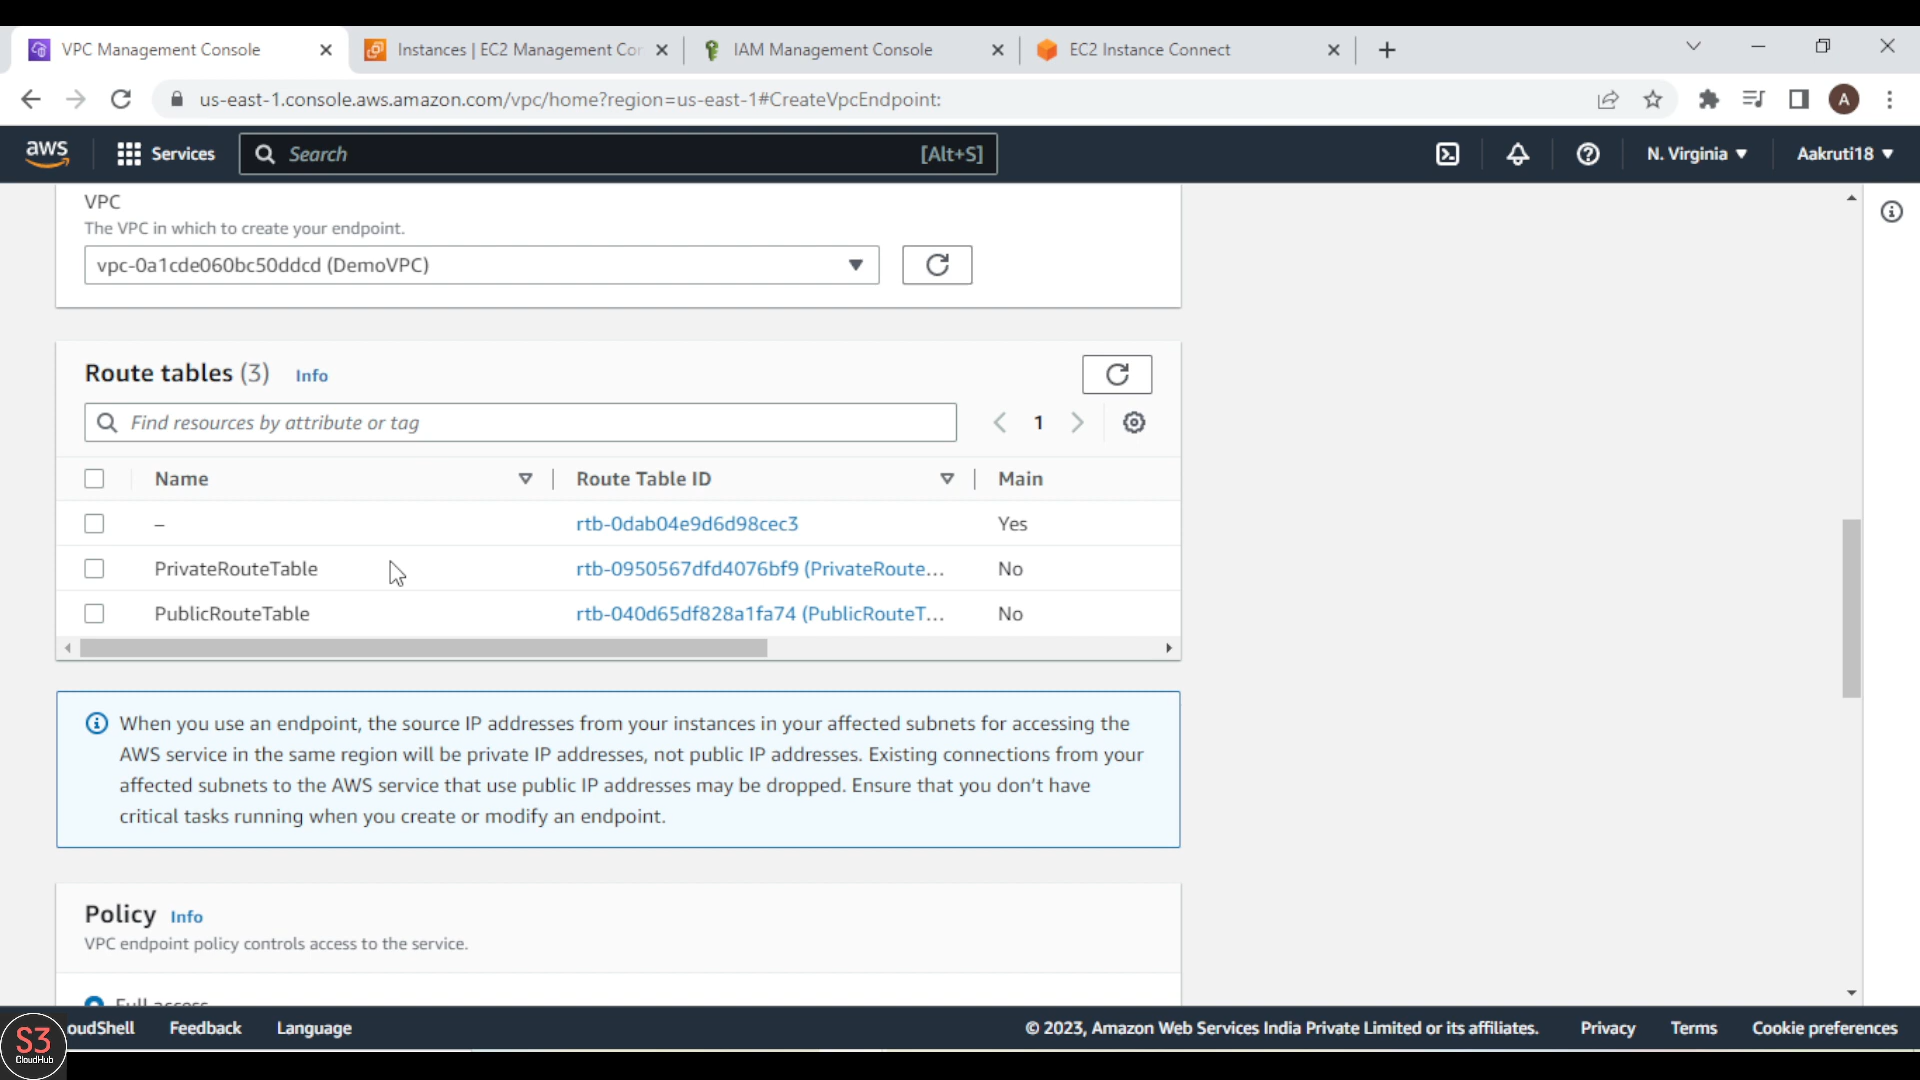 VPC Management Console
Instances | EC2 Management Cor
IAM Management Console
EC2 Instance Connect
us-east-1.console.aws.amazon.com/vpc/home?region=us-east-1#CreateVpcEndpoint:
A
aws
Services
Search
[Alt+S]
N. Virginia
Aakruti18
VPC
The VPC in which to create your endpoint.
vpc-0a1cde060bc50ddcd (DemoVPC)
Route tables (3) Info
Find resources by attribute or tag
1
Name
Route Table ID
Main
–
rtb-0dab04e9d6d98cec3
Yes
PrivateRouteTable
rtb-0950567dfd4076bf9 (PrivateRoute...
No
PublicRouteTable
rtb-040d65df828a1fa74 (PublicRouteT...
No
When you use an endpoint, the source IP addresses from your instances in your affected subnets for accessing the
AWS service in the same region will be private IP addresses, not public IP addresses. Existing connections from your
affected subnets to the AWS service that use public IP addresses may be dropped. Ensure that you don't have
critical tasks running when you create or modify an endpoint.
Policy Info
VPC endpoint policy controls access to the service.
Full access
oudShell
Feedback
Language
© 2023, Amazon Web Services India Private Limited or its affiliates.
Privacy
Terms
Cookie preferences
S3
CloudHub